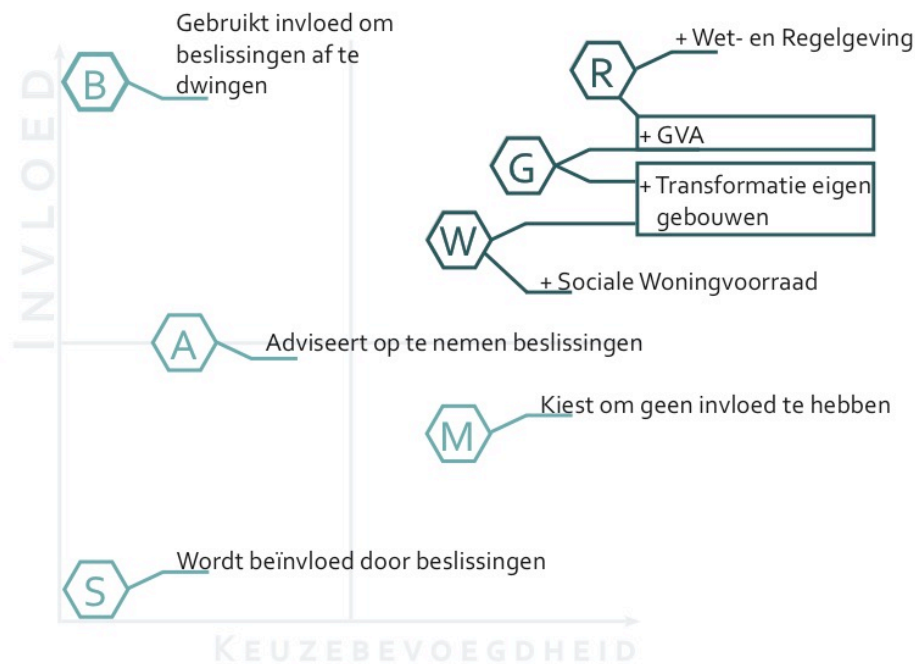 Gebruikt invloed om
beslissingen af te
dwingen
B
+ Wet- en Regelgeving
R
+ GVA
G
+ Transformatie eigen
gebouwen
W
+ Sociale Woningvoorraad
A
Adviseert op te nemen beslissingen
Kiest om geen invloed te hebben
M
Wordt beïnvloed door beslissingen
S
INVLOED
KEUZEBEVOEGDHEID